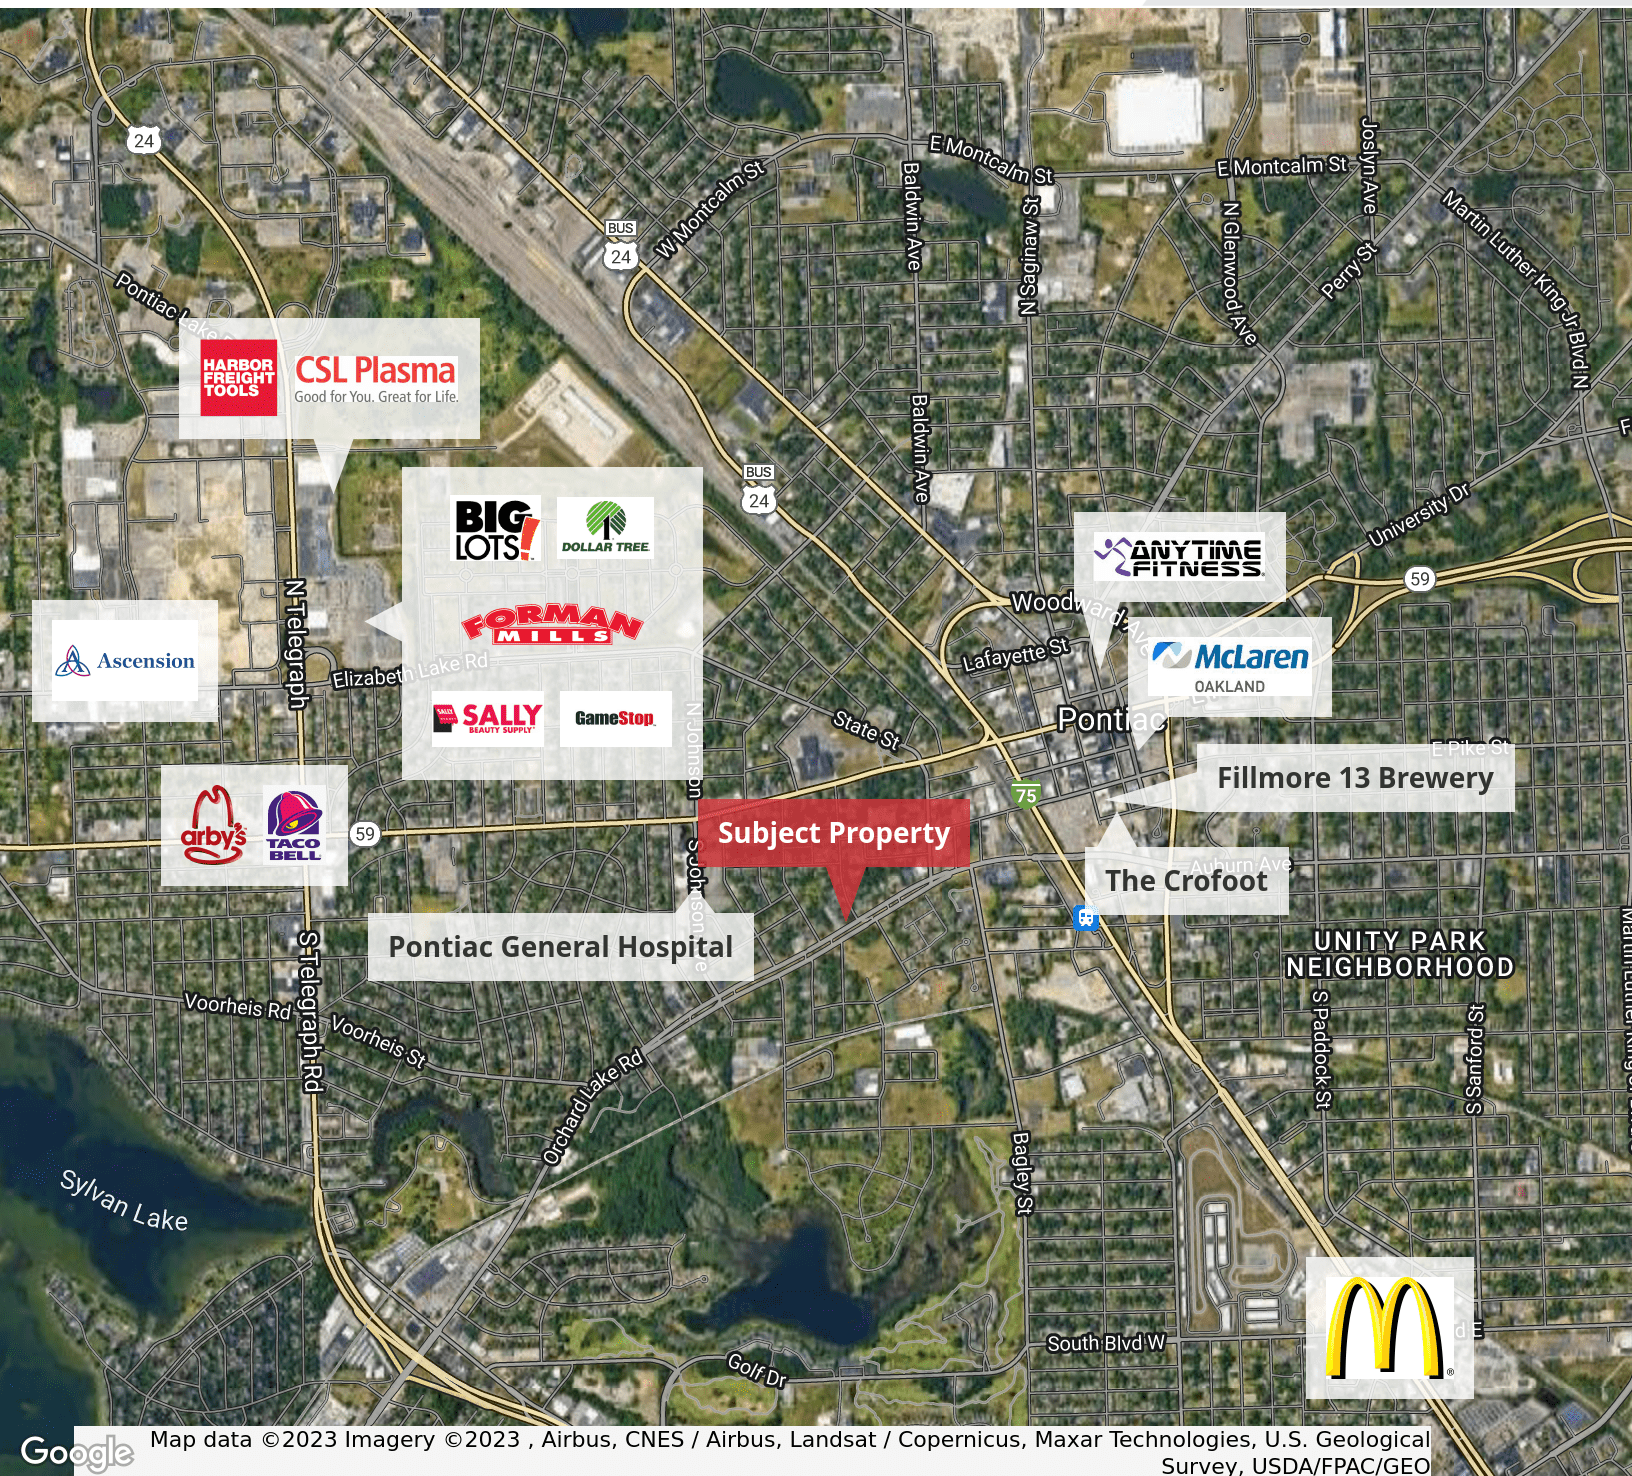 24
E Montcalm St
E Montcalm St
Joslyn Ave
W Montcalm St
Baldwin Ave
N Saginaw St
N Glenwood Ave
Martin Luther King Jr Blvd N
BUS
24
Perry St
Pontiac Lake
HARBOR
FREIGHT
TOOLS
CSL Plasma
Good for You. Great for Life.
Baldwin Ave
BUS
24
University Dr
BIG
LOTS!
DOLLAR TREE
ANYTIME
FITNESS
59
N Telegraph
Woodward Ave
FORMAN
MILLS
Lafayette St
McLaren
OAKLAND
Ascension
Elizabeth Lake Rd
SALLY
BEAUTY SUPPLY
GameStop
N Johnson
State St
Pontiac
E Pike St
Fillmore 13 Brewery
75
arby's
TACO
BELL
59
Subject Property
S Johnson Ave
Auburn Ave
The Crofoot
Pontiac General Hospital
UNITY PARK
NEIGHBORHOOD
S Telegraph Rd
Voorheis Rd
Voorheis St
S Paddock St
S Sanford St
Orchard Lake Rd
Bagley St
Sylvan Lake
South Blvd W
d E
Golf Dr
Google
Map data ©2023 Imagery ©2023 , Airbus, CNES / Airbus, Landsat / Copernicus, Maxar Technologies, U.S. Geological
Survey, USDA/FPAC/GEO